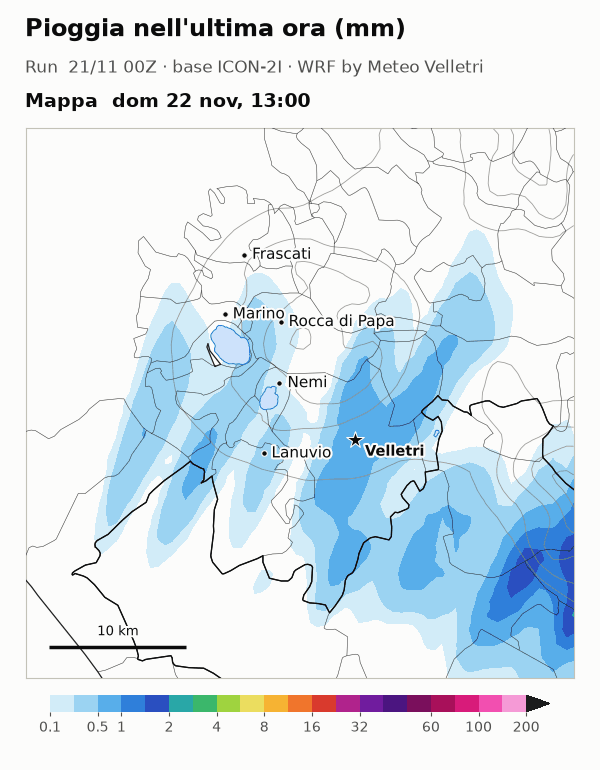 Pioggia nell'ultima ora (mm)
Run  21/11 00Z · base ICON-2I · WRF by Meteo Velletri
Mappa  dom 22 nov, 13:00
Frascati
Marino
Rocca di Papa
Nemi
Velletri
Lanuvio
10 km
0.1 0.5 1 2 4 8 16 32 60 100 200